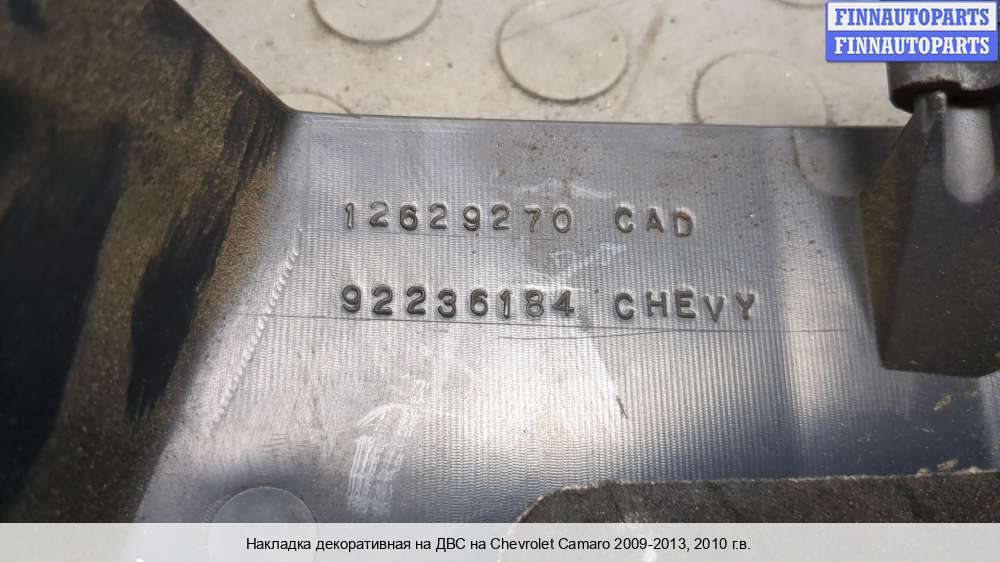 FINNAUTOPARTS
FINNAUTOPARTS
12629270 CAD
92236184 CHEVY
Накладка декоративная на ДВС на Chevrolet Camaro 2009-2013, 2010 г.в.